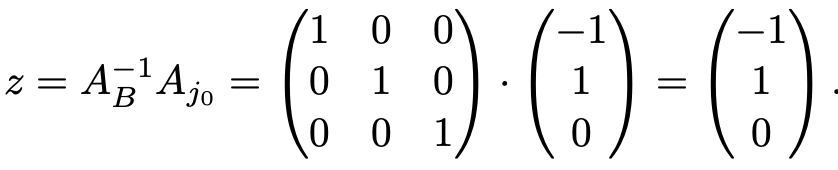 $z = A_B^{-1} A_{j_0} = \begin{pmatrix} 1 & 0 & 0 \\ 0 & 1 & 0 \\ 0 & 0 & 1 \end{pmatrix} \cdot \begin{pmatrix} -1 \\ 1 \\ 0 \end{pmatrix} = \begin{pmatrix} -1 \\ 1 \\ 0 \end{pmatrix}.$